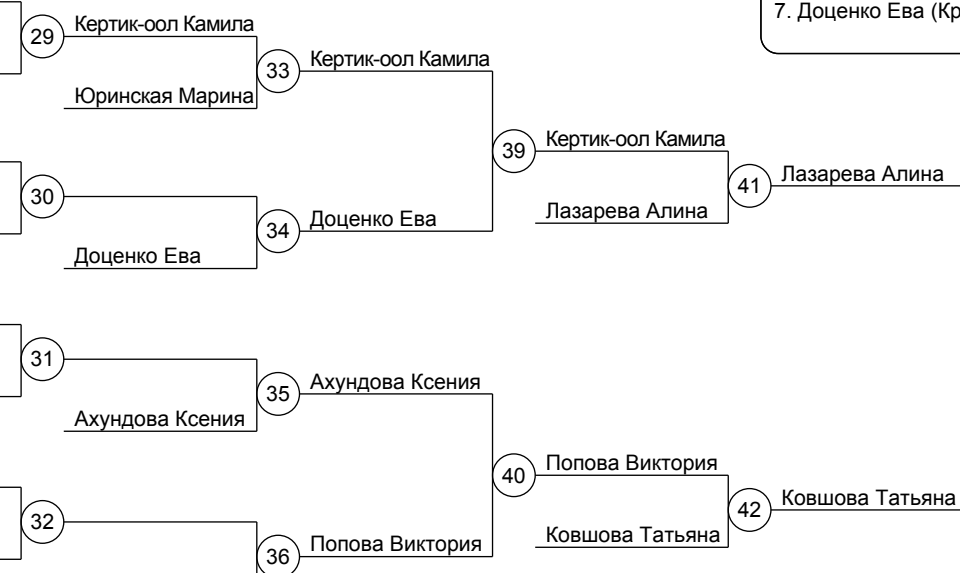 7. Доценко Ева (Кр
29
Кертик-оол Камила
33
Кертик-оол Камила
Юринская Марина
39
Кертик-оол Камила
41
Лазарева Алина
30
Лазарева Алина
34
Доценко Ева
Доценко Ева
31
35
Ахундова Ксения
Ахундова Ксения
40
Попова Виктория
42
Ковшова Татьяна
32
Ковшова Татьяна
36
Попова Виктория